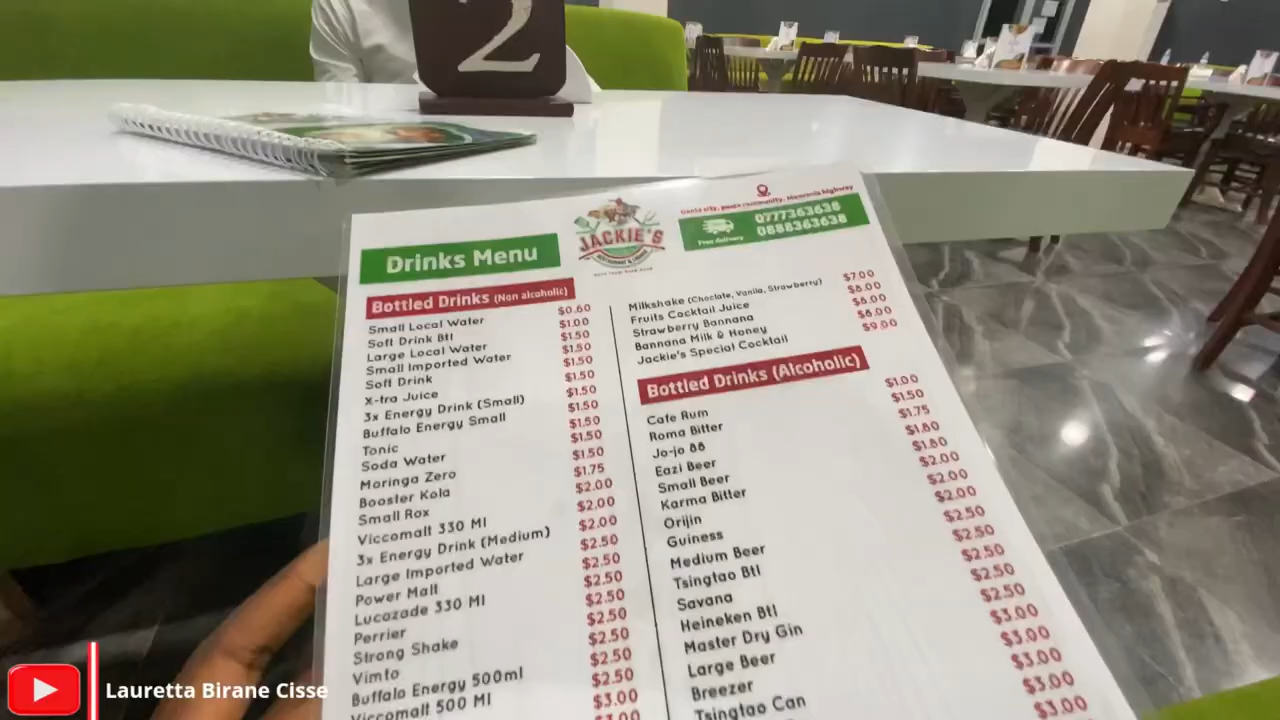 2
Drinks Menu
JACKIE'S
RESTAURANT & LOUNGE
Free delivery
0777363638
0888363638
Bottled Drinks (Non alcoholic)
Small Local Water $0.60
Soft Drink Btl $1.00
Large Local Water $1.50
Small Imported Water $1.50
Soft Drink $1.50
X-tra Juice $1.50
3x Energy Drink (Small) $1.50
Buffalo Energy Small $1.50
Tonic $1.50
Soda Water $1.50
Moringa Zero $1.50
Booster Kola $1.75
Small Rox $2.00
Viccomalt 330 Ml $2.00
3x Energy Drink (Medium) $2.00
Large Imported Water $2.50
Power Malt $2.50
Lucozade 330 Ml $2.50
Perrier $2.50
Strong Shake $2.50
Vimto $2.50
Buffalo Energy 500ml $2.50
Viccomalt 500 Ml $2.50
$3.00
Milkshake (Choclate, Vanila, Strawberry) $7.00
Fruits Cocktail Juice $8.00
Strawberry Bannana $8.00
Bannana Milk & Honey $8.00
Jackie's Special Cocktail $9.00
Bottled Drinks (Alcoholic)
Cafe Rum $1.00
Roma Bitter $1.50
Jo-jo 88 $1.75
Eazi Beer $1.80
Small Beer $1.80
Karma Bitter $2.00
Orijin $2.00
Guiness $2.00
Medium Beer $2.50
Tsingtao Btl $2.50
Savana $2.50
Heineken Btl $2.50
Master Dry Gin $2.50
Large Beer $3.00
Breezer $3.00
Tsingtao Can $3.00
$3.00
$3.00
Lauretta Birane Cisse